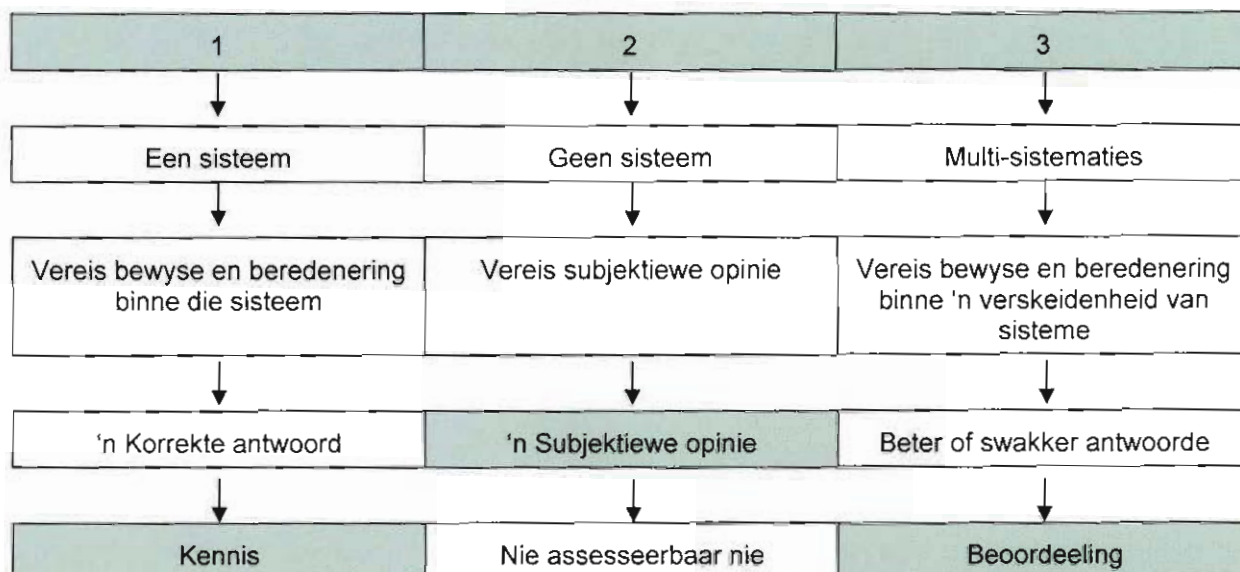 1
2
3
Een sisteem
Geen sisteem
Multi-sistematies
Vereis bewyse en beredenering
binne die sisteem
Vereis subjektiewe opinie
Vereis bewyse en beredenering
binne 'n verskeidenheid van
sisteme
'n Korrekte antwoord
'n Subjektiewe opinie
Beter of swakker antwoorde
Kennis
Nie assesseerbaar nie
Beoordeeling